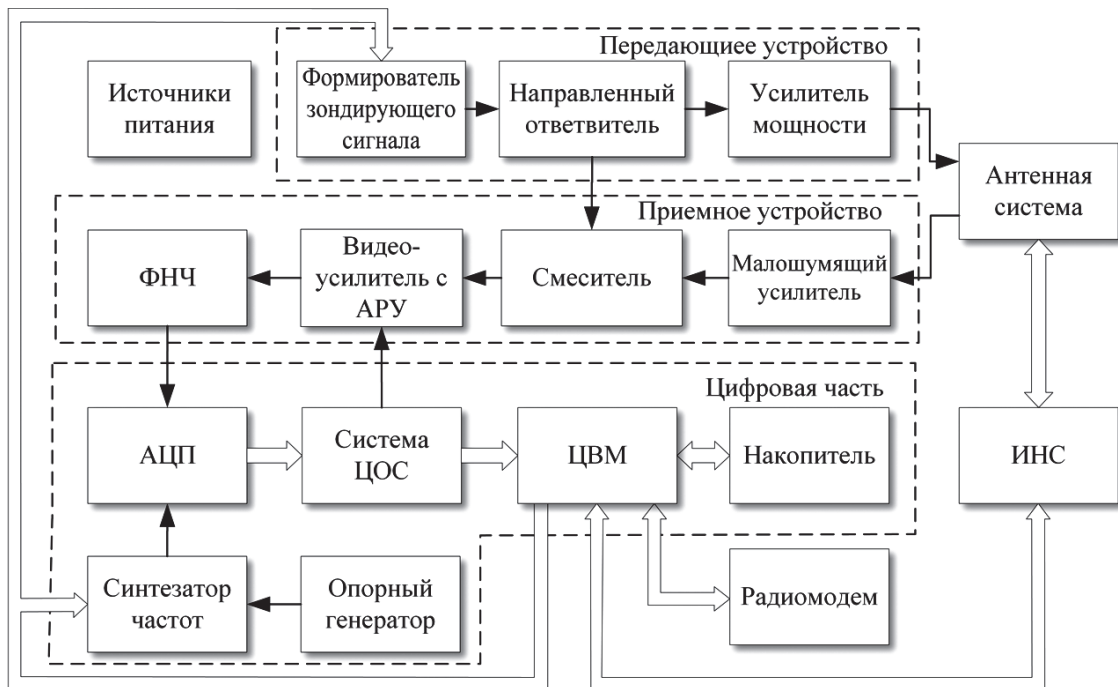 Передающиее устройство
Источники
питания
Формирователь
зондирующего
сигнала
Направленный
ответвитель
Усилитель
мощности
Антенная
система
Приемное устройство
ФНЧ
Видео-
усилитель с
АРУ
Смеситель
Малошумящий
усилитель
Цифровая часть
АЦП
Система
ЦОС
ЦВМ
Накопитель
ИНС
Синтезатор
частот
Опорный
генератор
Радиомодем